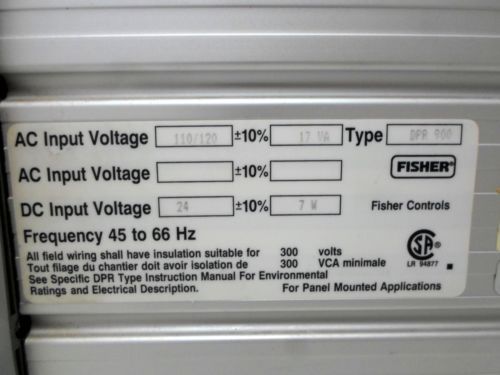 AC Input Voltage 110/120 ±10% 17 VA Type DPR 900
AC Input Voltage ±10% FISHER®
DC Input Voltage 24 ±10% 7 W Fisher Controls
Frequency 45 to 66 Hz
All field wiring shall have insulation suitable for 300 volts
Tout filage du chantier doit avoir isolation de 300 VCA minimale
See Specific DPR Type Instruction Manual For Environmental
Ratings and Electrical Description. For Panel Mounted Applications
SA
LR 94877